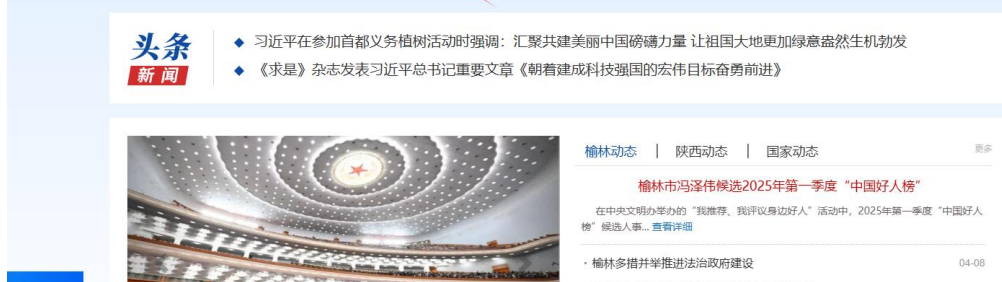 头条
新闻
◆ 习近平在参加首都义务植树活动时强调：汇聚共建美丽中国磅礴力量 让祖国大地更加绿意盎然生机勃发
◆ 《求是》杂志发表习近平总书记重要文章《朝着建成科技强国的宏伟目标奋勇前进》
榆林动态 | 陕西动态 | 国家动态 更多
榆林市冯泽伟候选2025年第一季度“中国好人榜”
在中央文明办举办的“我推荐、我评议身边好人”活动中，2025年第一季度“中国好人
榜”候选人事... 查看详细
· 榆林多措并举推进法治政府建设 04-08